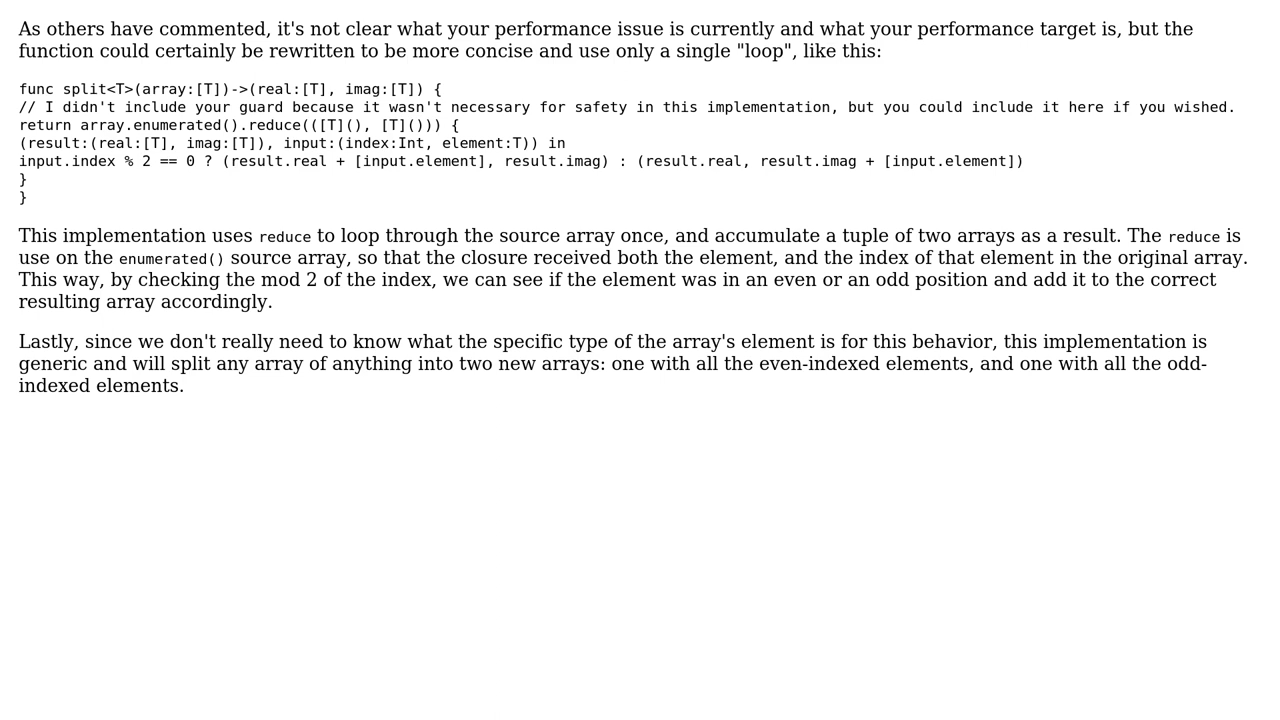 As others have commented, it's not clear what your performance issue is currently and what your performance target is, but the
function could certainly be rewritten to be more concise and use only a single "loop", like this:
func split<T>(array:[T])->(real:[T], imag:[T]) {
// I didn't include your guard because it wasn't necessary for safety in this implementation, but you could include it here if you wished.
return array.enumerated().reduce(([T](), [T]())) {
(result:(real:[T], imag:[T]), input:(index:Int, element:T)) in
input.index % 2 == 0 ? (result.real + [input.element], result.imag) : (result.real, result.imag + [input.element])
}
}
This implementation uses reduce to loop through the source array once, and accumulate a tuple of two arrays as a result. The reduce is
use on the enumerated() source array, so that the closure received both the element, and the index of that element in the original array.
This way, by checking the mod 2 of the index, we can see if the element was in an even or an odd position and add it to the correct
resulting array accordingly.
Lastly, since we don't really need to know what the specific type of the array's element is for this behavior, this implementation is
generic and will split any array of anything into two new arrays: one with all the even-indexed elements, and one with all the odd-
indexed elements.